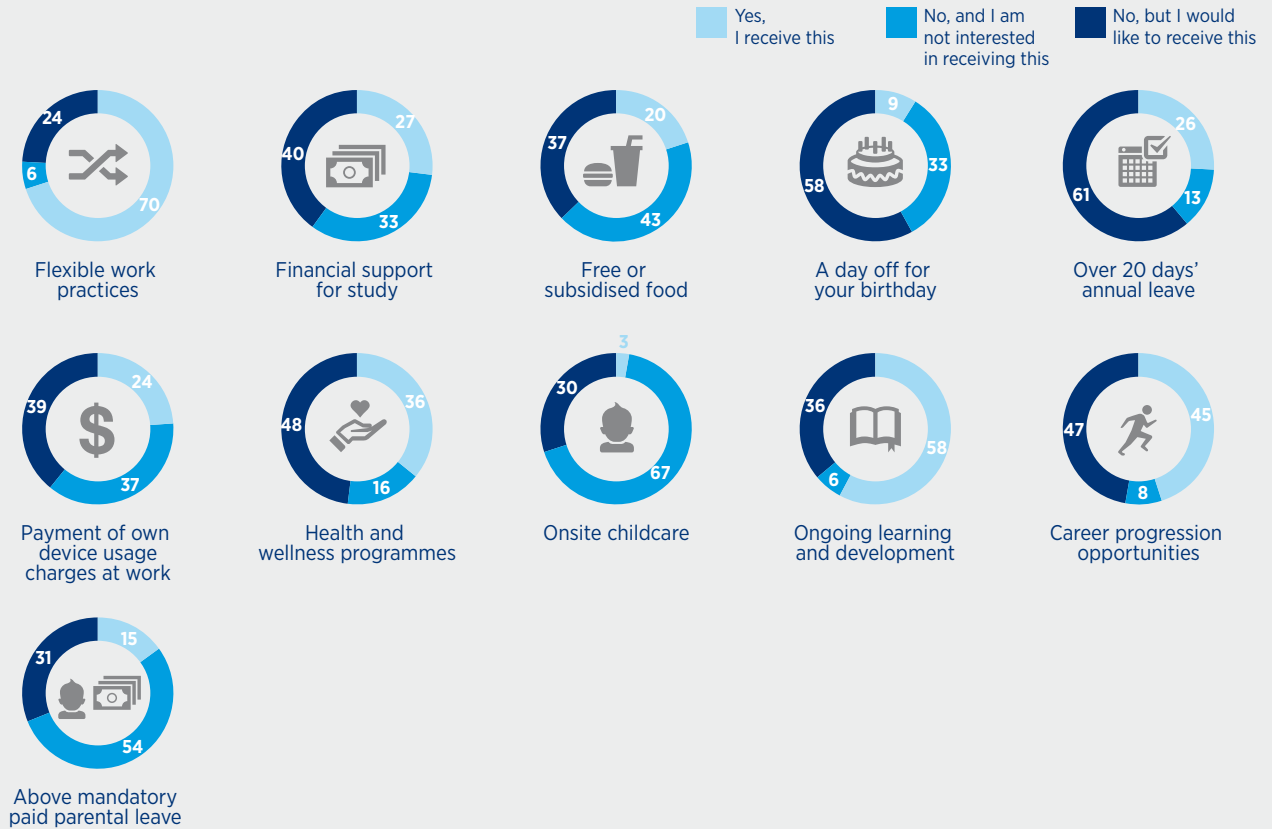 Yes,
I receive this
No, and I am
not interested
in receiving this
No, but I would
like to receive this
24
6
70
Flexible work
practices
27
40
33
Financial support
for study
20
37
43
Free or
subsidised food
9
33
58
A day off for
your birthday
26
61
13
Over 20 days’
annual leave
24
39
37
Payment of own
device usage
charges at work
36
48
16
Health and
wellness programmes
3
30
67
Onsite childcare
36
58
6
Ongoing learning
and development
45
47
8
Career progression
opportunities
15
31
54
Above mandatory
paid parental leave